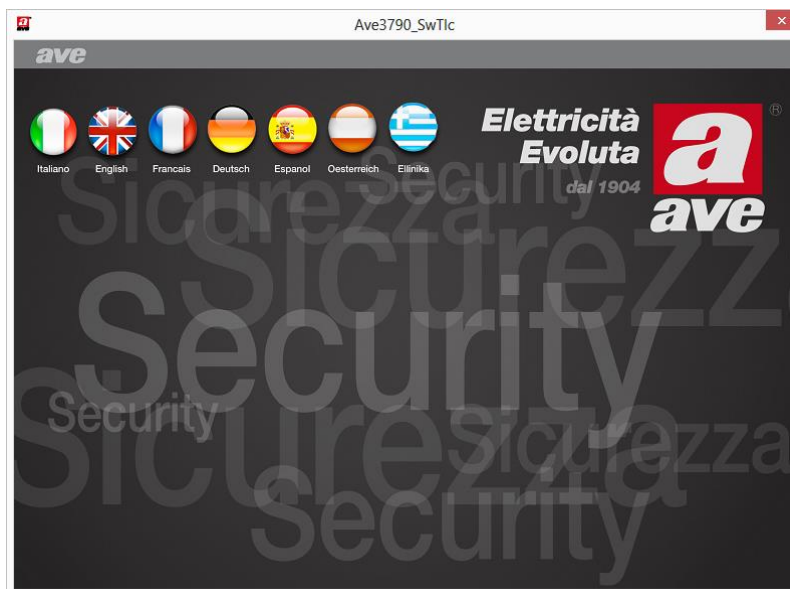 Ave3790_SwTlc
ave
Italiano English Francais Deutsch Espanol Oesterreich Ellinika
Elettricità
Evoluta
dal 1904
a
®
ave
Security
Sicurezza
Sicurezz
Security
Security
Sicurezza
Sicurezza
Security